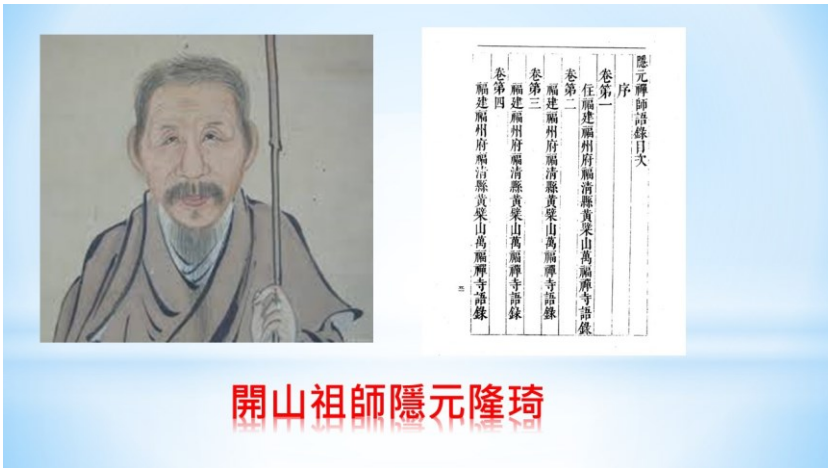 隱元禪師語錄目次
序
卷第一
住福建福州府福清縣黃檗山萬福禪寺語錄
卷第二
福建福州府福清縣黃檗山萬福禪寺語錄
卷第三
福建福州府福清縣黃檗山萬福禪寺語録
卷第四
福建福州府福清縣黃檗山萬福禪寺語錄
開山祖師隱元隆琦